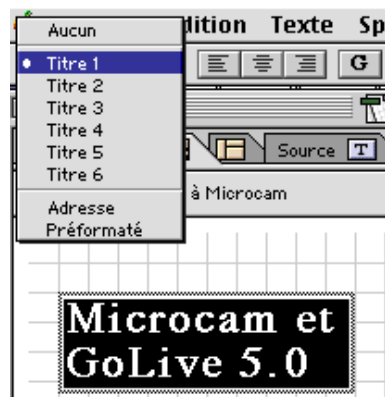 Aucun
Titre 1
Titre 2
Titre 3
Titre 4
Titre 5
Titre 6
Adresse
Préformaté
dition Texte Sp
G
Source T
à Microcam
Microcam et
GoLive 5.0